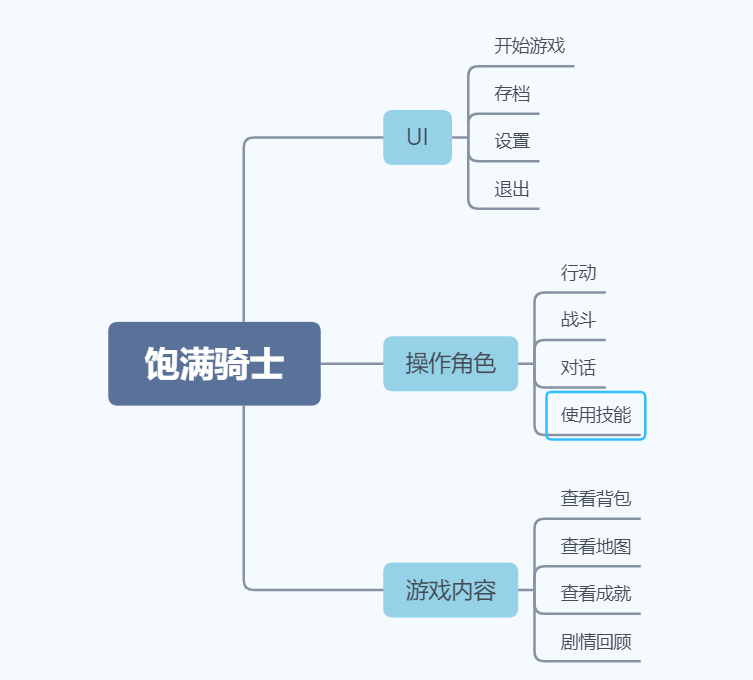 饱满骑士
UI
开始游戏
存档
设置
退出
操作角色
行动
战斗
对话
使用技能
游戏内容
查看背包
查看地图
查看成就
剧情回顾